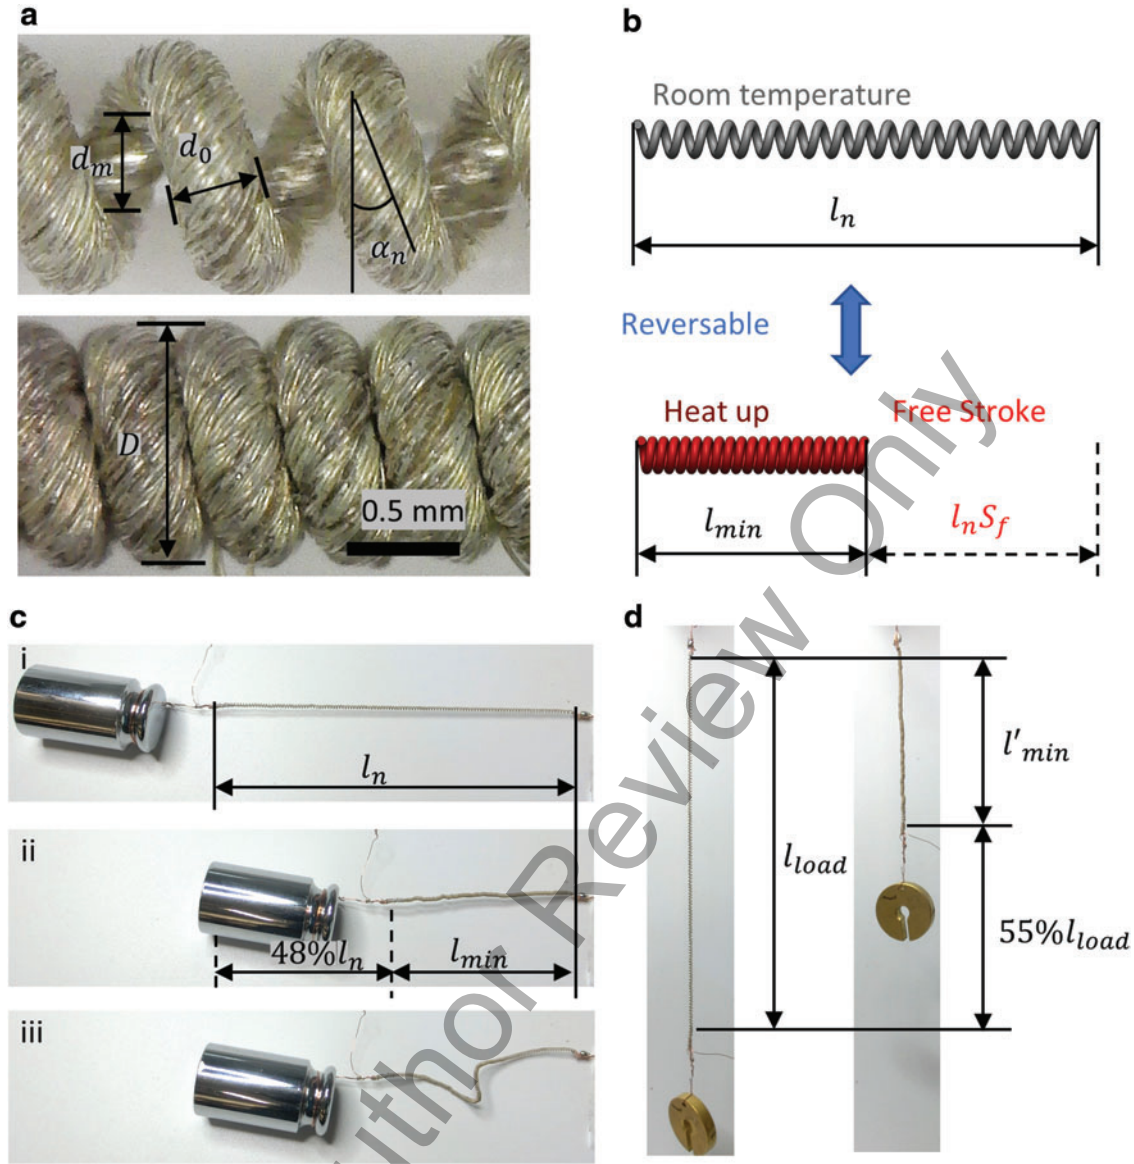 a
d_m
d_0
α_n
D
0.5 mm
b
Room temperature
l_n
Reversable
Heat up
Free Stroke
l_min
l_nS_f
c
i
l_n
ii
48%l_n
l_min
iii
d
l_load
l'_min
55%l_load
Author Review Only